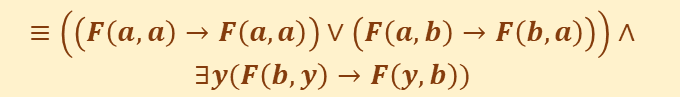 ≡ ((F(a, a) → F(a, a)) ∨ (F(a, b) → F(b, a))) ∧
∃y(F(b, y) → F(y, b))